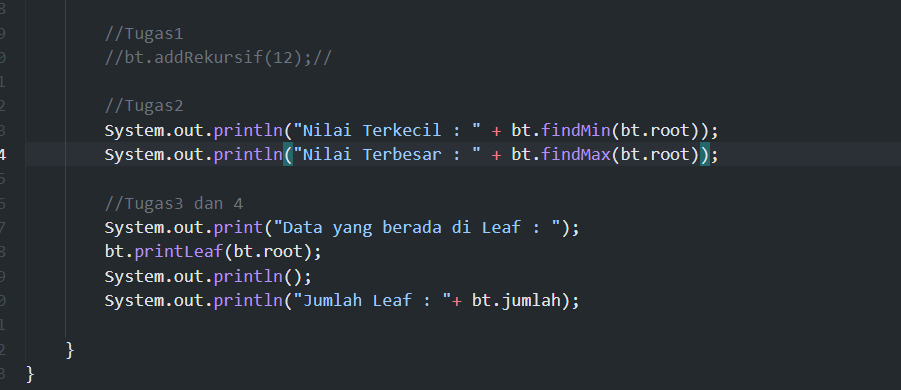 //Tugas1
//bt.addRekursif(12);//
//Tugas2
System.out.println("Nilai Terkecil : " + bt.findMin(bt.root));
System.out.println("Nilai Terbesar : " + bt.findMax(bt.root));
//Tugas3 dan 4
System.out.print("Data yang berada di Leaf : ");
bt.printLeaf(bt.root);
System.out.println();
System.out.println("Jumlah Leaf : "+ bt.jumlah);
}
}